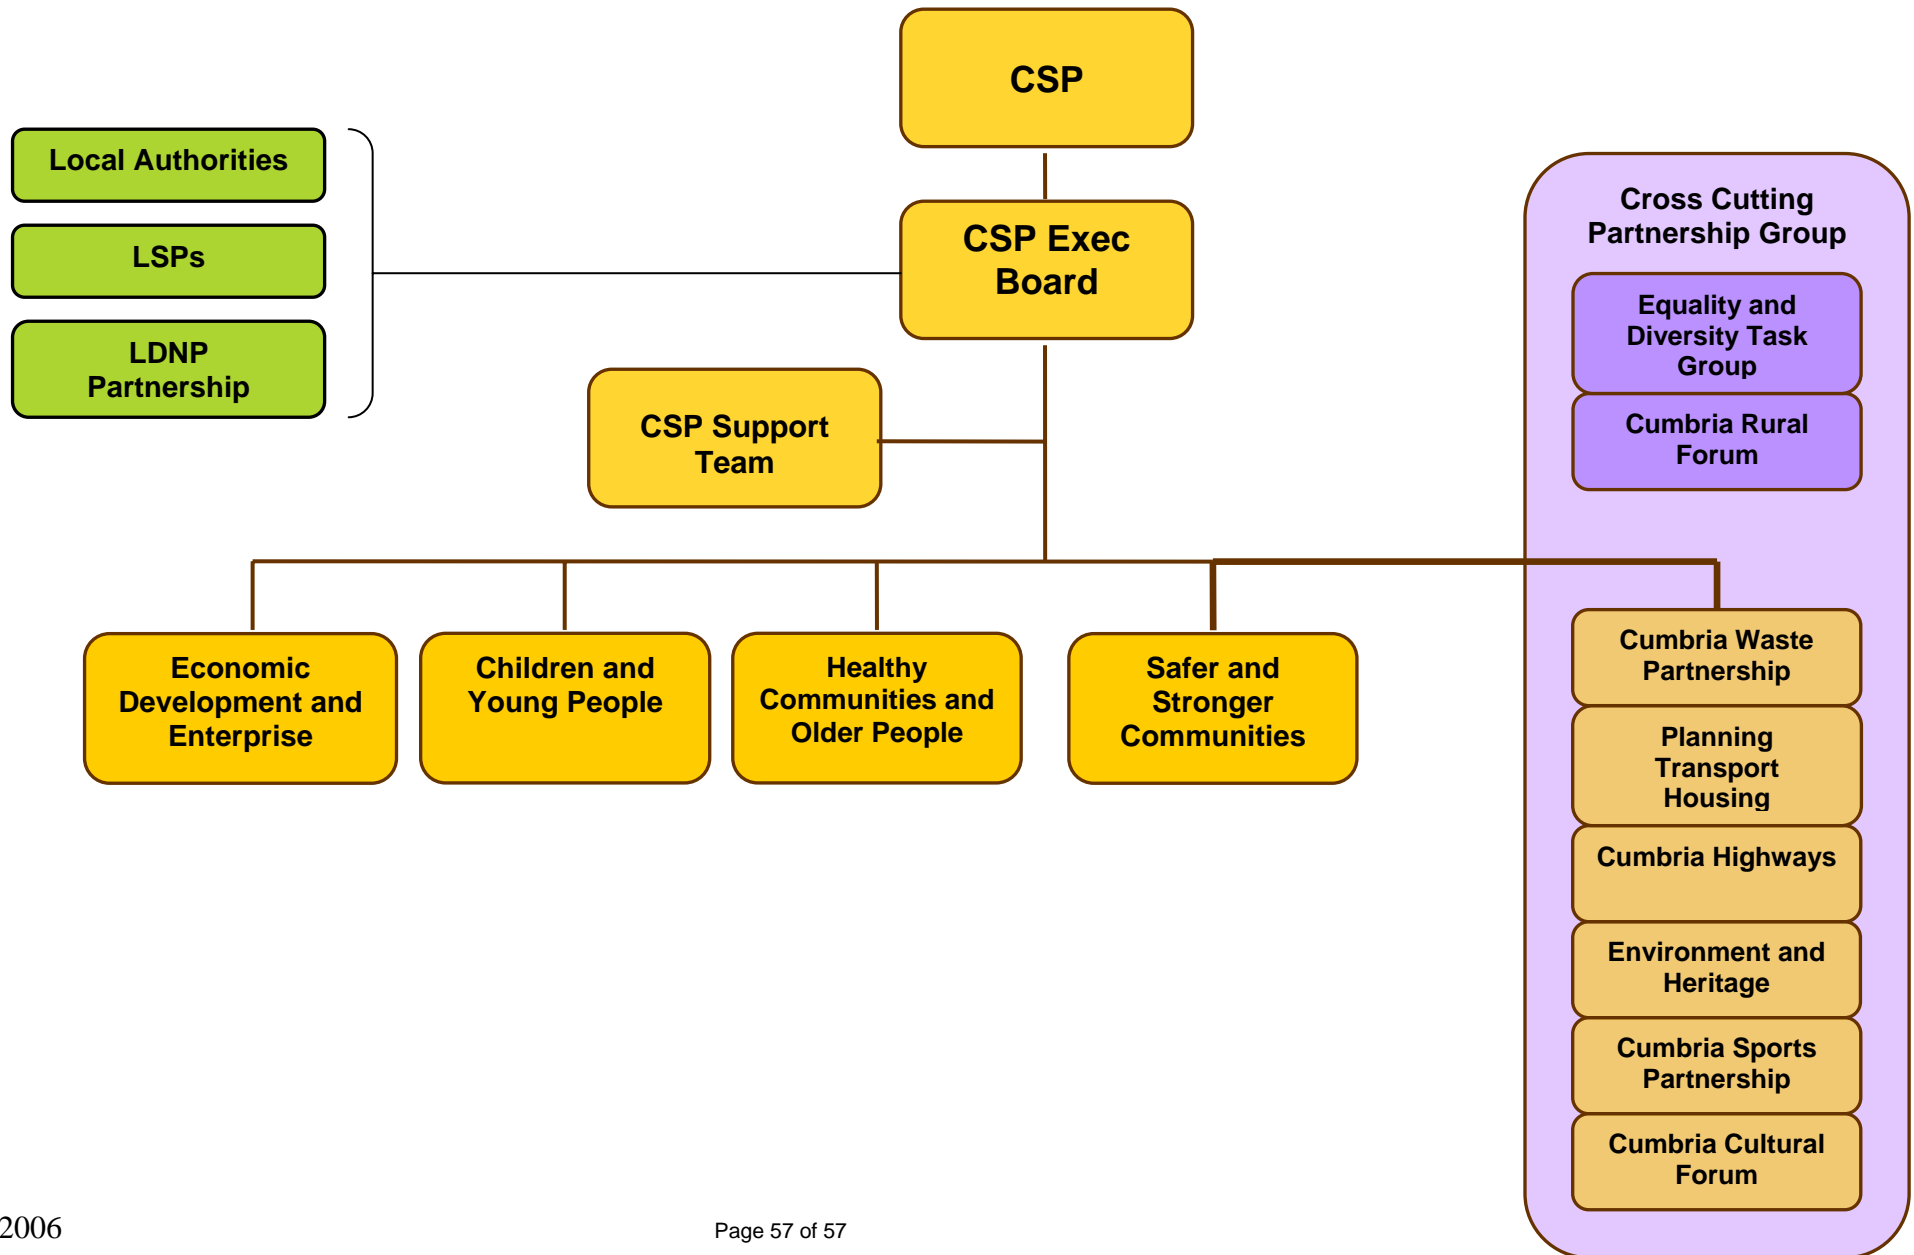 CSP
Local Authorities
LSPs
LDNP
Partnership
CSP Exec
Board
CSP Support
Team
Economic
Development and
Enterprise
Children and
Young People
Healthy
Communities and
Older People
Safer and
Stronger
Communities
Cross Cutting
Partnership Group
Equality and
Diversity Task
Group
Cumbria Rural
Forum
Cumbria Waste
Partnership
Planning
Transport
Housing
Cumbria Highways
Environment and
Heritage
Cumbria Sports
Partnership
Cumbria Cultural
Forum
2006
Page 57 of 57